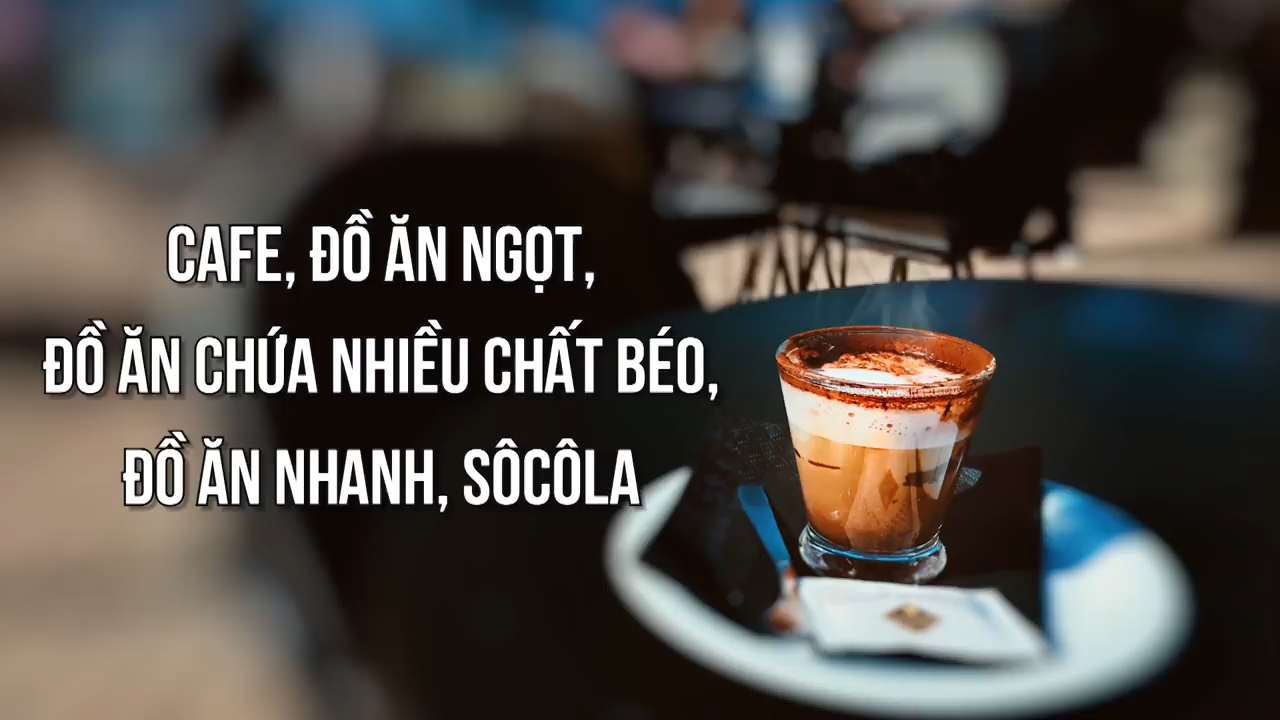 CAFE, ĐỒ ĂN NGỌT,
ĐỒ ĂN CHỨA NHIỀU CHẤT BÉO,
ĐỒ ĂN NHANH, SÔCÔLA